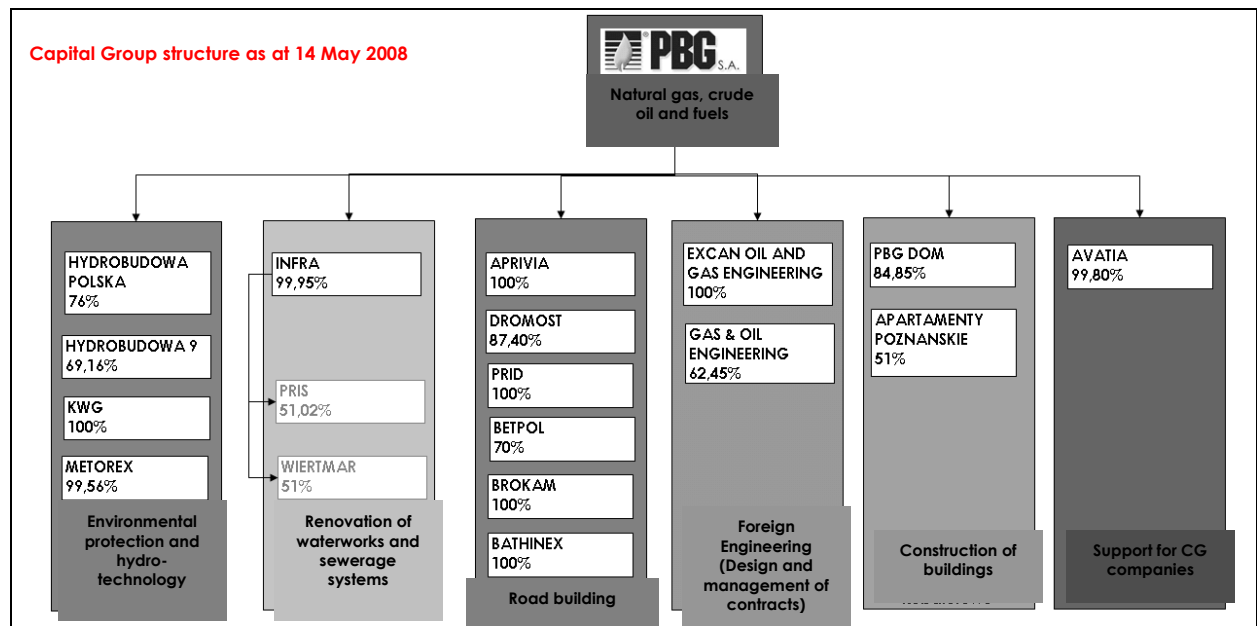 Capital Group structure as at 14 May 2008
PBG
S.A.
Natural gas, crude
oil and fuels
HYDROBUDOWA
POLSKA
76%
HYDROBUDOWA 9
69,16%
KWG
100%
METOREX
99,56%
Environmental
protection and
hydro-
technology
INFRA
99,95%
PRIS
51,02%
WIERTMAR
51%
Renovation of
waterworks and
sewerage
systems
APRIVIA
100%
DROMOST
87,40%
PRID
100%
BETPOL
70%
BROKAM
100%
BATHINEX
100%
Road building
EXCAN OIL AND
GAS ENGINEERING
100%
GAS & OIL
ENGINEERING
62,45%
Foreign
Engineering
(Design and
management of
contracts)
PBG DOM
84,85%
APARTAMENTY
POZNANSKIE
51%
Construction of
buildings
AVATIA
99,80%
Support for CG
companies